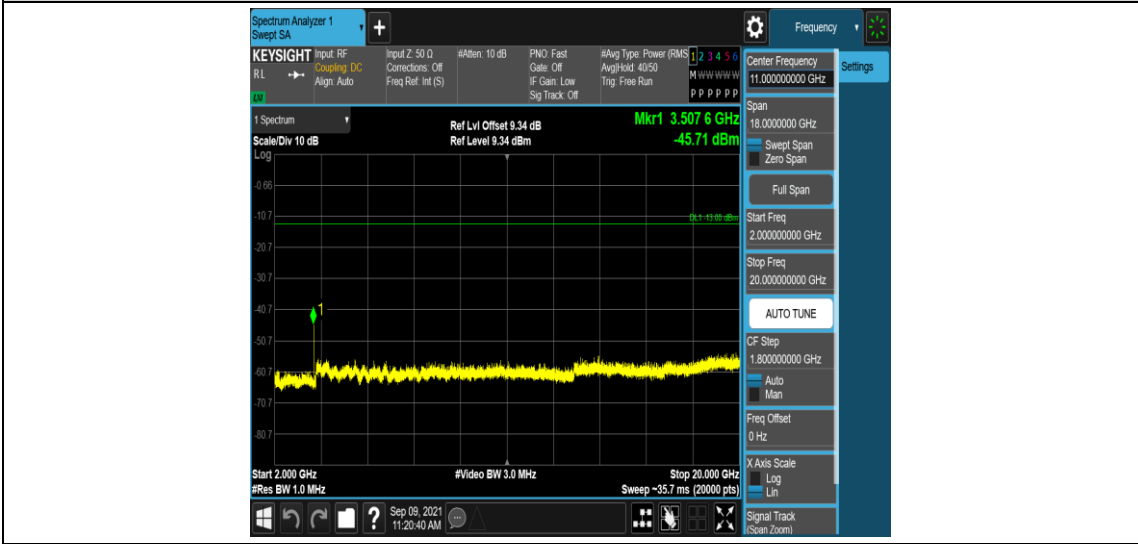 Spectrum Analyzer 1
Swept SA
Frequency
KEYSIGHT
RL
Input: RF
Coupling: DC
Align: Auto
Input Z: 50 Ω
Corrections: Off
Freq Ref: Int (S)
#Atten: 10 dB
PNO: Fast
Gate: Off
IF Gain: Low
Sig Track: Off
#Avg Type: Power (RMS
Avg|Hold: 40/50
Trig: Free Run
1 2 3 4 5 6
M W W W W W
P P P P P P
LXI
1 Spectrum
Scale/Div 10 dB
Log
Ref Lvl Offset 9.34 dB
Ref Level 9.34 dBm
Mkr1 3.507 6 GHz
-45.71 dBm
-0.66
-10.7
DL1 -13.00 dBm
-20.7
-30.7
-40.7
1
-50.7
-60.7
-70.7
-80.7
Start 2.000 GHz
#Res BW 1.0 MHz
#Video BW 3.0 MHz
Stop 20.000 GHz
Sweep ~35.7 ms (20000 pts)
Center Frequency
11.000000000 GHz
Settings
Span
18.0000000 GHz
Swept Span
Zero Span
Full Span
Start Freq
2.000000000 GHz
Stop Freq
20.000000000 GHz
AUTO TUNE
CF Step
1.800000000 GHz
Auto
Man
Freq Offset
0 Hz
X Axis Scale
Log
Lin
Signal Track
(Span Zoom)
?
Sep 09, 2021
11:20:40 AM